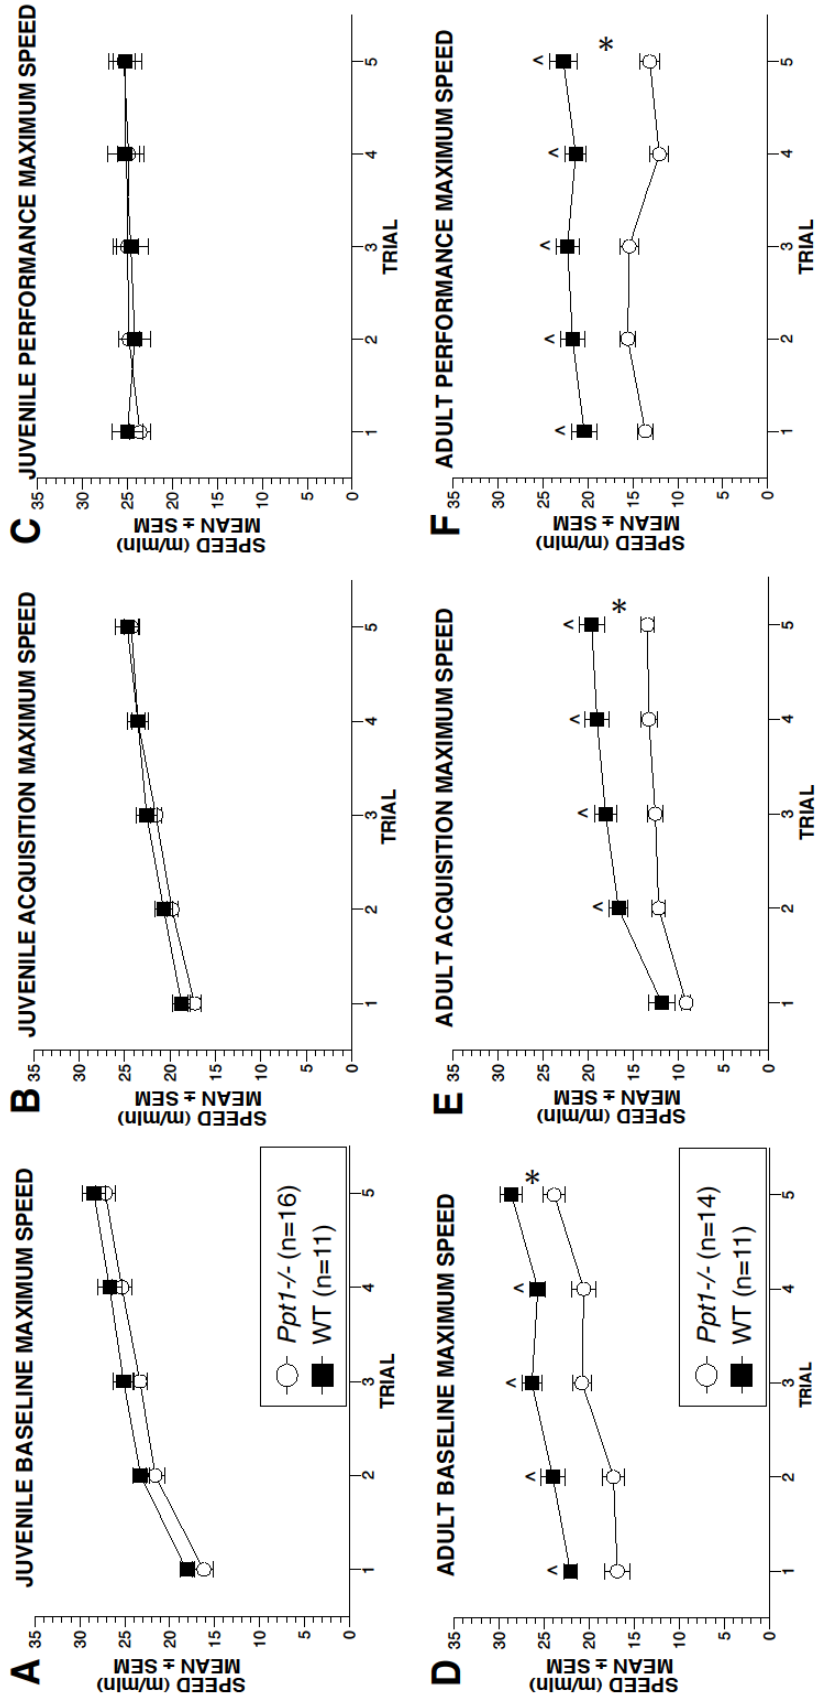 A
JUVENILE BASELINE MAXIMUM SPEED
SPEED (m/min)
MEAN ± SEM
35
30
25
20
15
10
5
0
1
2
3
4
5
TRIAL
Ppt1-/- (n=16)
WT (n=11)
B
JUVENILE ACQUISITION MAXIMUM SPEED
SPEED (m/min)
MEAN ± SEM
35
30
25
20
15
10
5
0
1
2
3
4
5
TRIAL
C
JUVENILE PERFORMANCE MAXIMUM SPEED
SPEED (m/min)
MEAN ± SEM
35
30
25
20
15
10
5
0
1
2
3
4
5
TRIAL
D
ADULT BASELINE MAXIMUM SPEED
SPEED (m/min)
MEAN ± SEM
35
30
25
20
15
10
5
0
^ ^ ^ ^
*
1
2
3
4
5
TRIAL
Ppt1-/- (n=14)
WT (n=11)
E
ADULT ACQUISITION MAXIMUM SPEED
SPEED (m/min)
MEAN ± SEM
35
30
25
20
15
10
5
0
^ ^ ^ ^
*
1
2
3
4
5
TRIAL
F
ADULT PERFORMANCE MAXIMUM SPEED
SPEED (m/min)
MEAN ± SEM
35
30
25
20
15
10
5
0
^ ^ ^ ^ ^
*
1
2
3
4
5
TRIAL